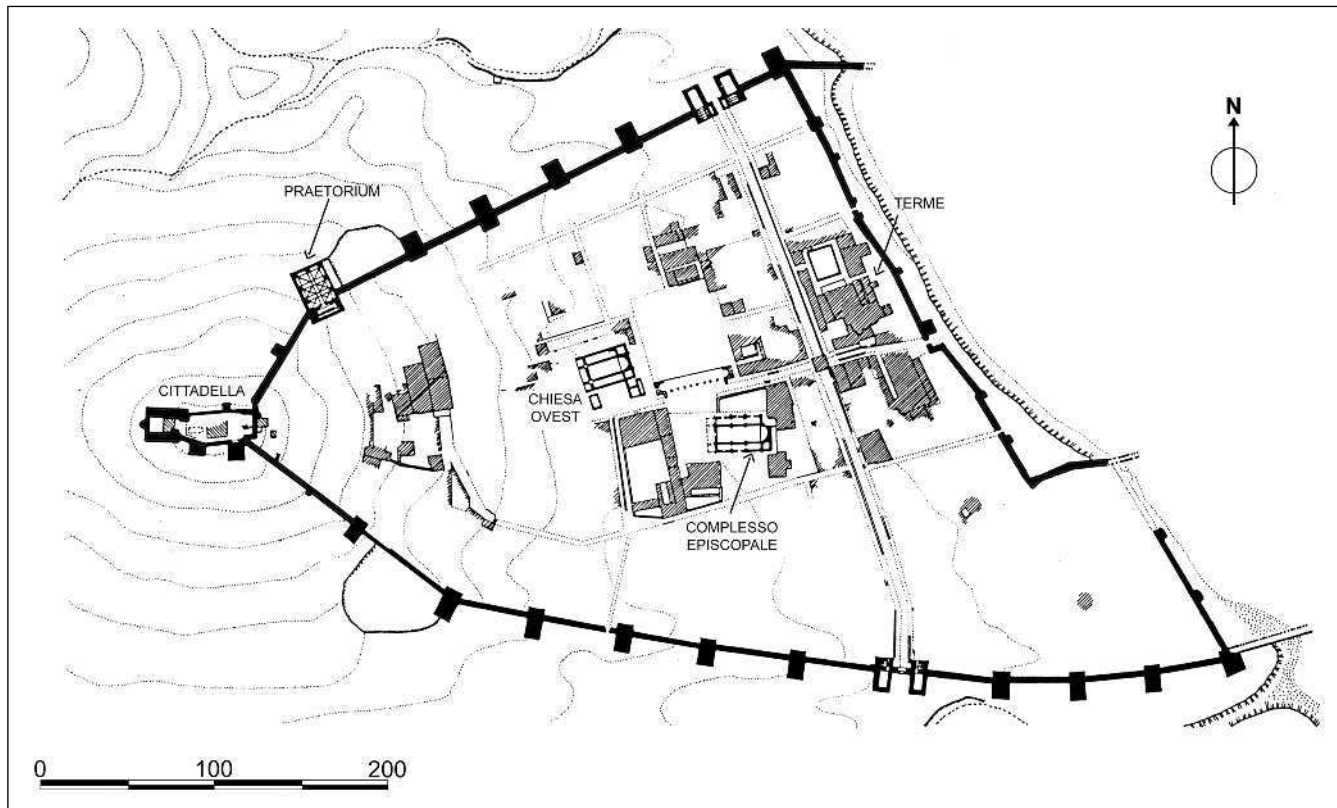 N
PRAETORIUM
TERME
CITTADELLA
CHIESA
OVEST
COMPLESSO
EPISCOPALE
0 100 200